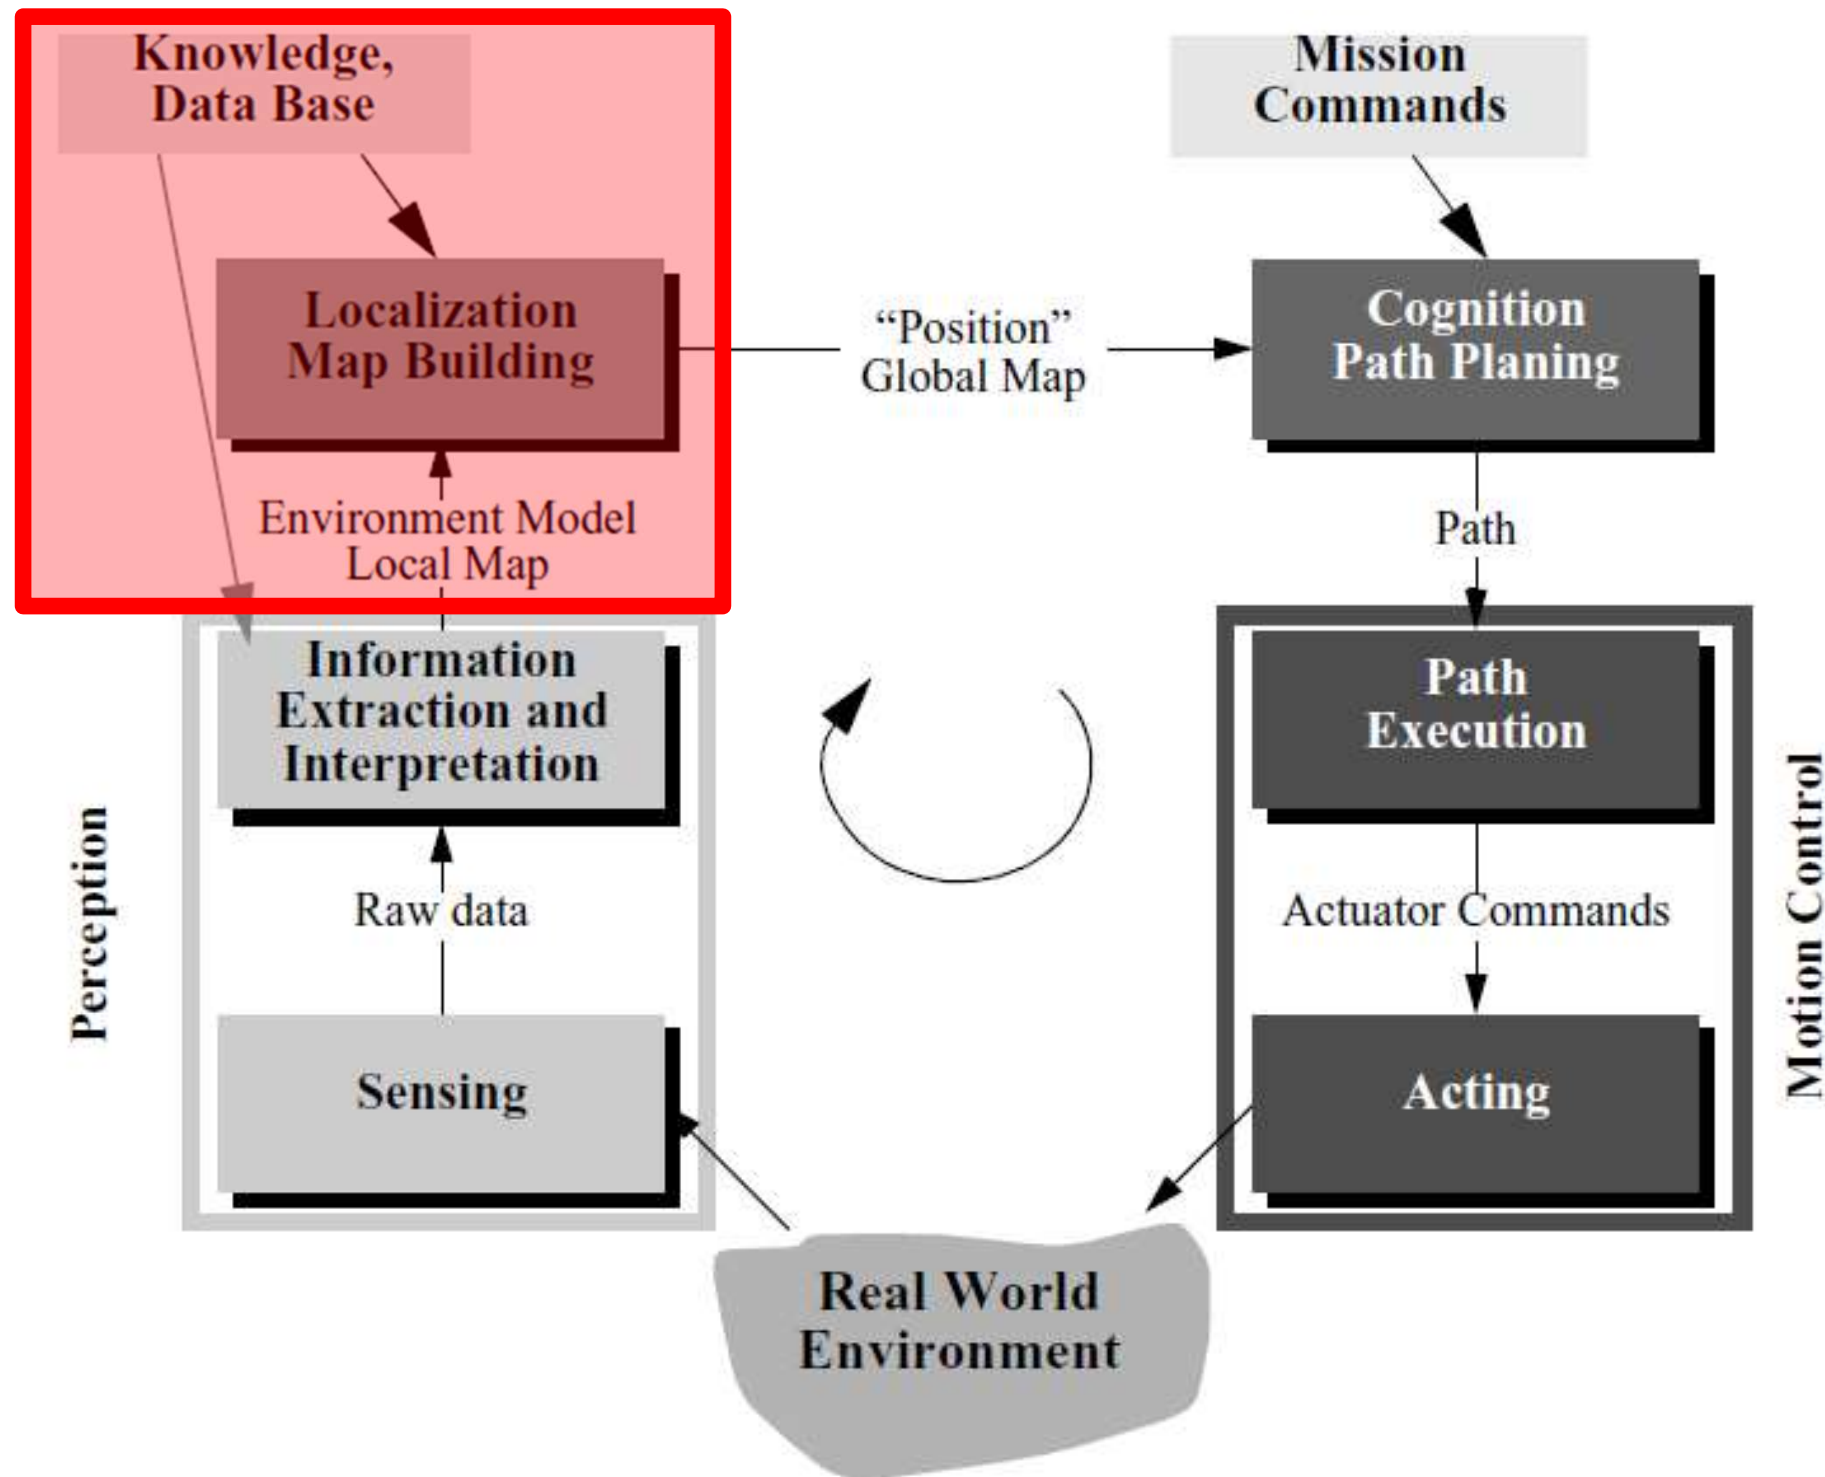 Knowledge,
Data Base
Mission
Commands
Localization
Map Building
“Position”
Global Map
Cognition
Path Planing
Environment Model
Local Map
Path
Information
Extraction and
Interpretation
Path
Execution
Perception
Motion Control
Raw data
Actuator Commands
Sensing
Acting
Real World
Environment